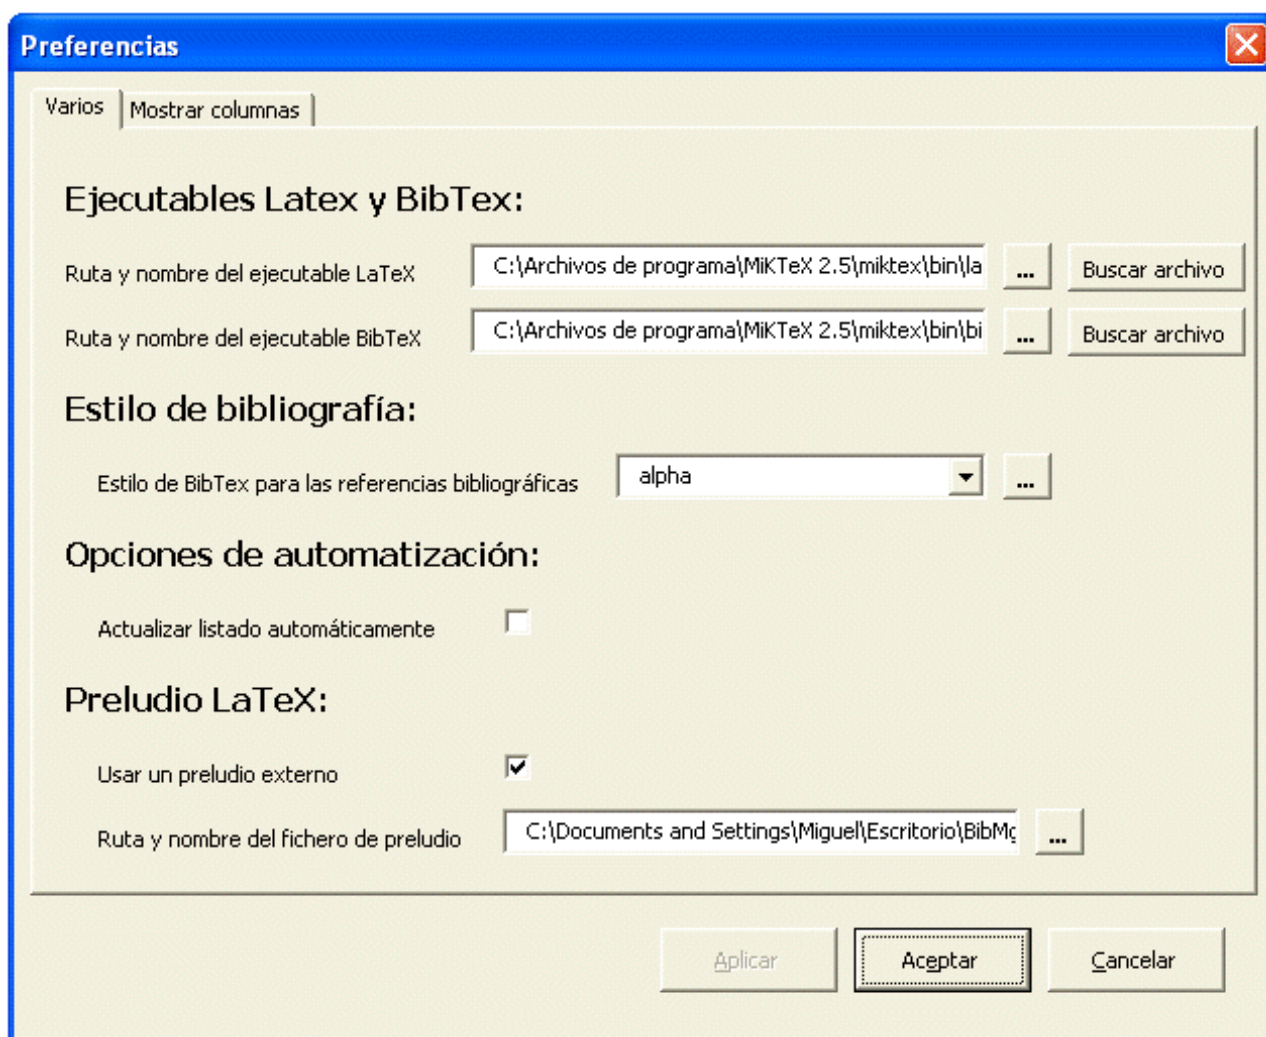 Preferencias
Varios
Mostrar columnas
Ejecutables Latex y BibTex:
Ruta y nombre del ejecutable LaTeX
C:\Archivos de programa\MiKTeX 2.5\miktex\bin\la
...
Buscar archivo
Ruta y nombre del ejecutable BibTeX
C:\Archivos de programa\MiKTeX 2.5\miktex\bin\bi
...
Buscar archivo
Estilo de bibliografía:
Estilo de BibTex para las referencias bibliográficas
alpha
...
Opciones de automatización:
Actualizar listado automáticamente
Preludio LaTeX:
Usar un preludio externo
Ruta y nombre del fichero de preludio
C:\Documents and Settings\Miguel\Escritorio\BibMg
...
Aplicar
Aceptar
Cancelar